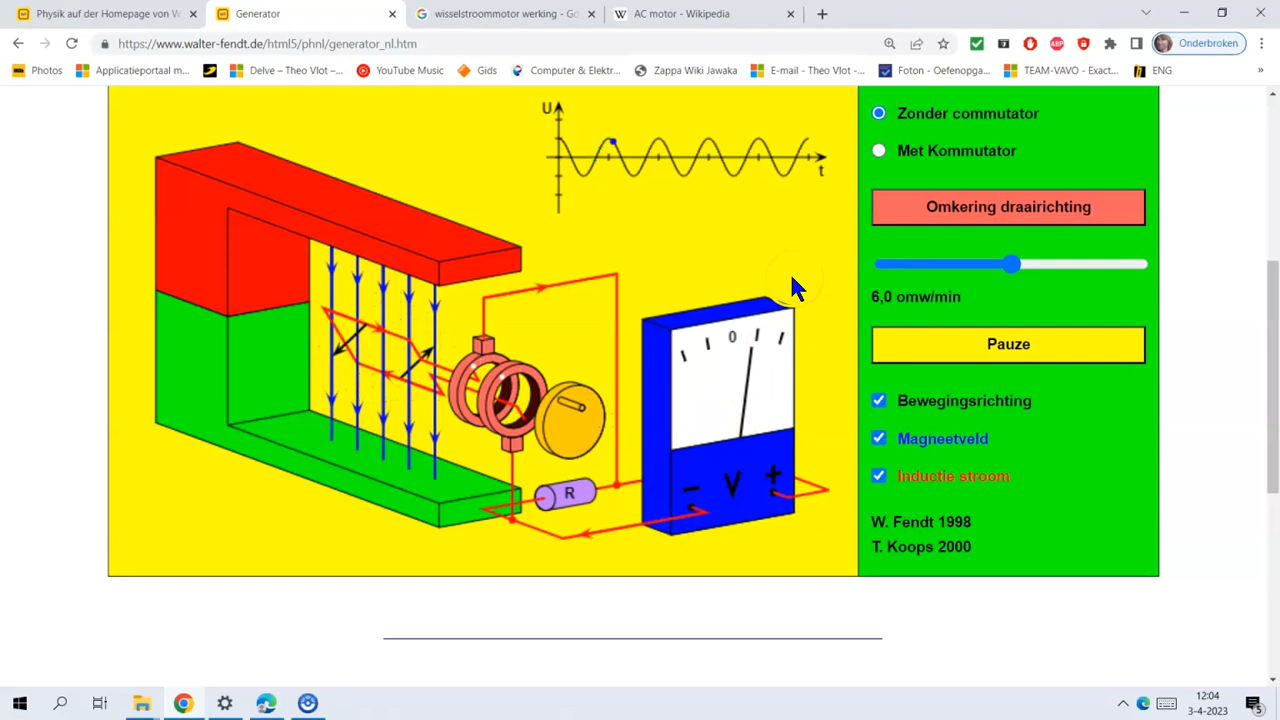 Physik auf der Homepage von W
Generator
wisselstroommotor werking - Go
AC motor - Wikipedia
https://www.walter-fendt.de/html5/phnl/generator_nl.htm
Onderbroken
Photos
Applicatieportaal m...
Delve – Theo Vlot –...
YouTube Music
Gids
Computer & Elektr...
Zappa Wiki Jawaka
E-mail - Theo Vlot -...
Foton - Oefenopga...
TEAM-VAVO - Exact...
ENG
»
U
t
0
R
− V +
Zonder commutator
Met Kommutator
Omkering draairichting
6,0 omw/min
Pauze
Bewegingsrichting
Magneetveld
Inductie stroom
W. Fendt 1998
T. Koops 2000
12:04
3-4-2023
5